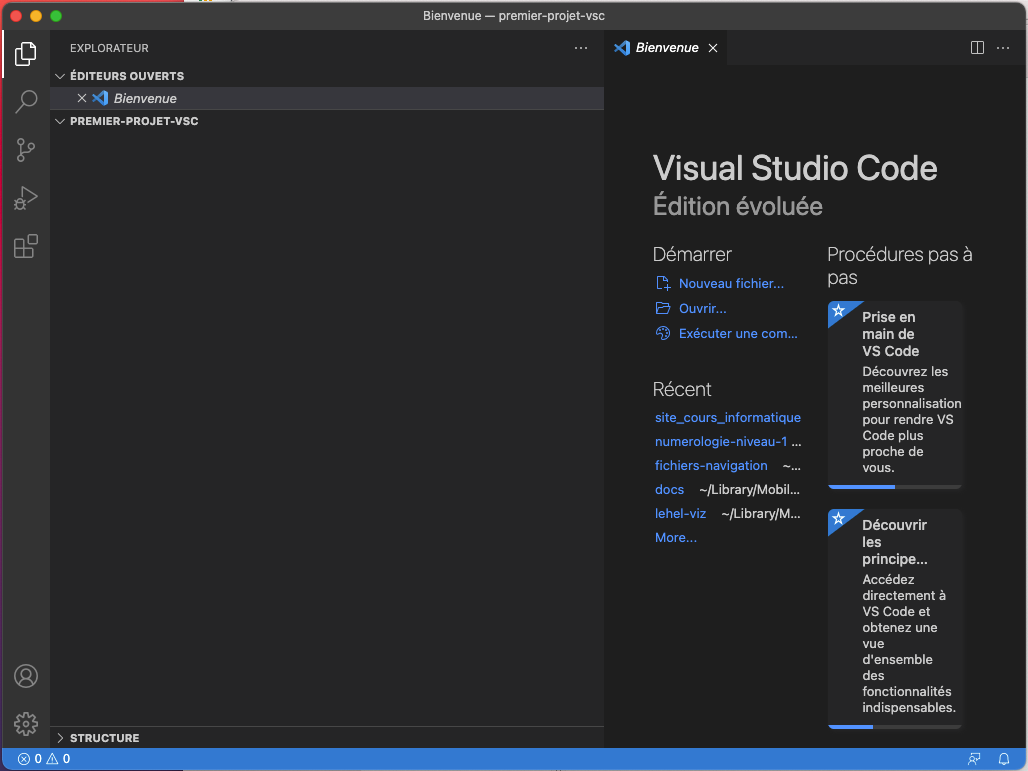 Bienvenue — premier-projet-vsc
EXPLORATEUR
ÉDITEURS OUVERTS
Bienvenue
PREMIER-PROJET-VSC
STRUCTURE
0 0
Bienvenue
Visual Studio Code
Édition évoluée
Démarrer
Nouveau fichier...
Ouvrir...
Exécuter une com...
Récent
site_cours_informatique
numerologie-niveau-1 ...
fichiers-navigation ~...
docs ~/Library/Mobil...
lehel-viz ~/Library/M...
More...
Procédures pas à
pas
Prise en
main de
VS Code
Découvrez les
meilleures
personnalisation
pour rendre VS
Code plus
proche de
vous.
Découvrir
les
principe...
Accédez
directement à
VS Code et
obtenez une
vue
d'ensemble
des
fonctionnalités
indispensables.